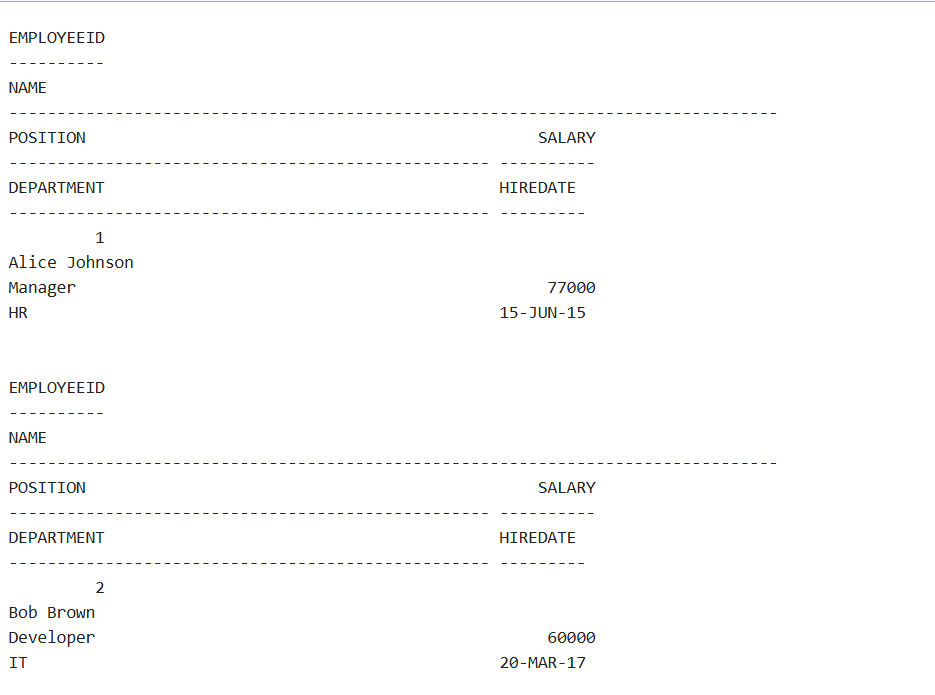 EMPLOYEEID
----------
NAME
--------------------------------------------------------------------------------
POSITION                                               SALARY
-------------------------------------------------- ----------
DEPARTMENT                                         HIREDATE
-------------------------------------------------- ---------
         1
Alice Johnson
Manager                                                 77000
HR                                                 15-JUN-15
EMPLOYEEID
----------
NAME
--------------------------------------------------------------------------------
POSITION                                               SALARY
-------------------------------------------------- ----------
DEPARTMENT                                         HIREDATE
-------------------------------------------------- ---------
         2
Bob Brown
Developer                                               60000
IT                                                 20-MAR-17